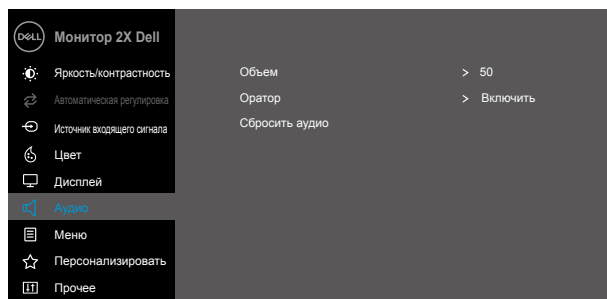 DELL
Монитор 2X Dell
Яркость/контрастность
Автоматическая регулировка
Источник входящего сигнала
Цвет
Дисплей
Аудио
Меню
Персонализировать
Прочее
Объем > 50
Оратор > Включить
Сбросить аудио